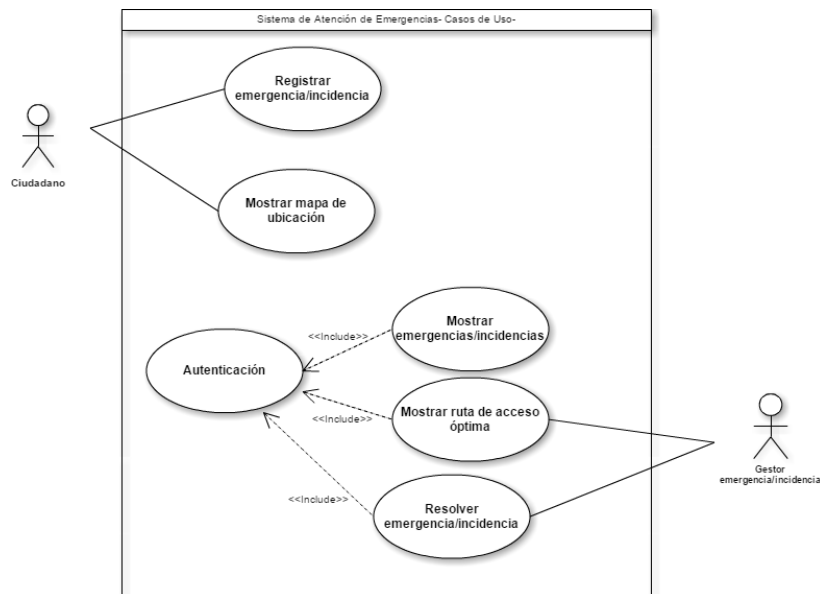 Sistema de Atención de Emergencias- Casos de Uso-
Registrar
emergencia/incidencia
Ciudadano
Mostrar mapa de
ubicación
Mostrar
emergencias/incidencias
<<Include>>
Autenticación
Mostrar ruta de acceso
óptima
<<Include>>
Gestor
emergencia/incidencia
<<Include>>
Resolver
emergencia/incidencia